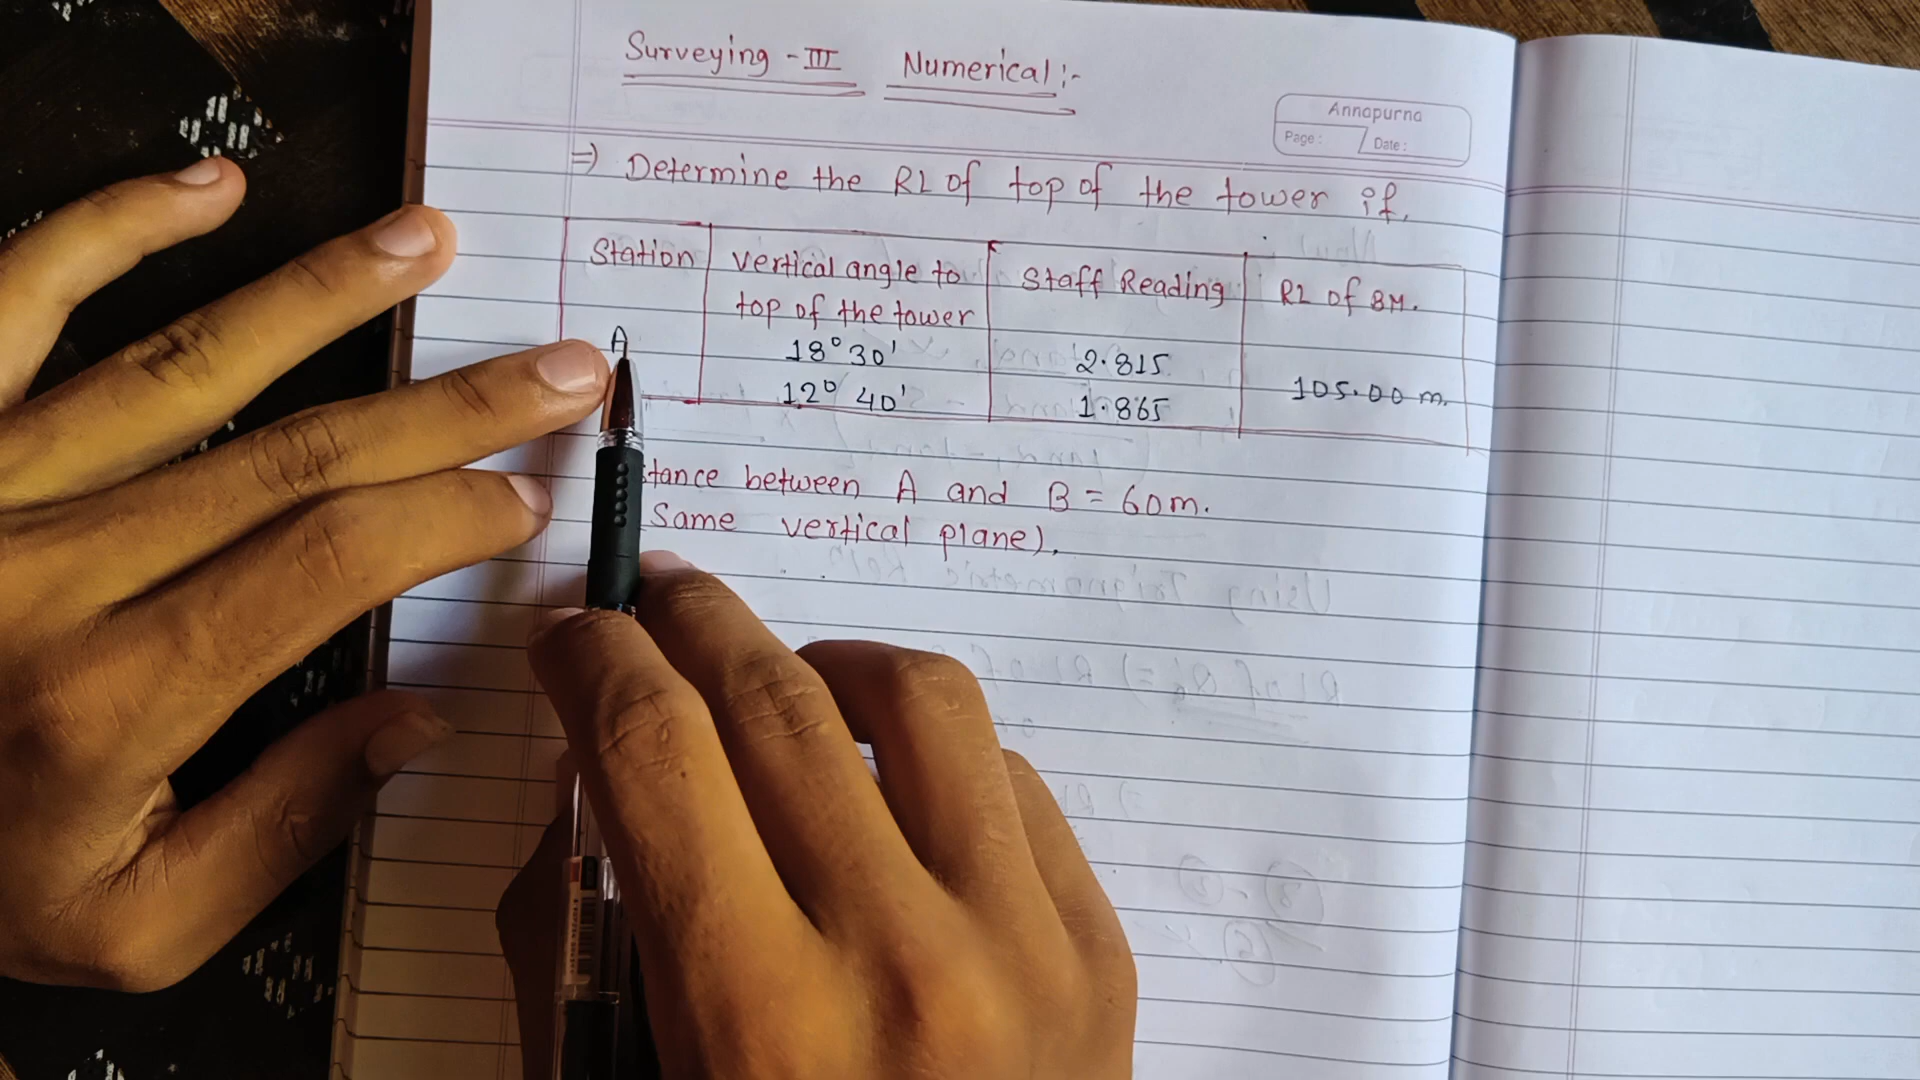 Surveying - III Numerical :-
Annapurna
Page : Date :
⇒ Determine the RL of top of the tower if,
Station vertical angle to top of the tower Staff Reading RL of BM.
A 18° 30' 2.815
12° 40' 1.865 105.00 m.
stance between A and B = 60m.
Same vertical plane).